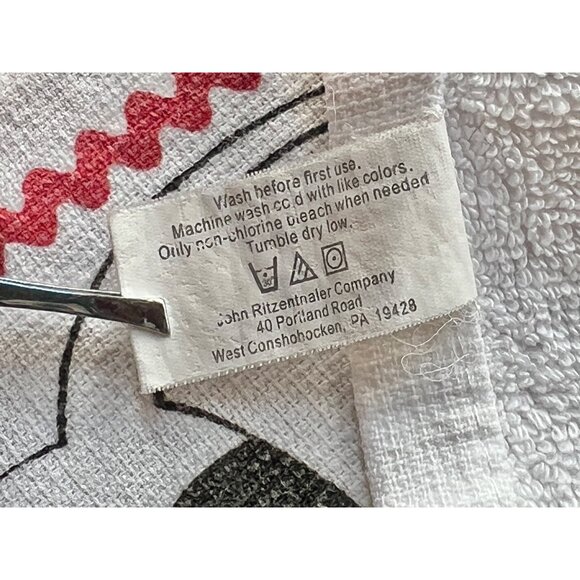 Wash before first use.
Machine wash cold with like colors.
Only non-chlorine bleach when needed
Tumble dry low.
John Ritzenthaler Company
40 Portland Road
West Conshohocken, PA 19428